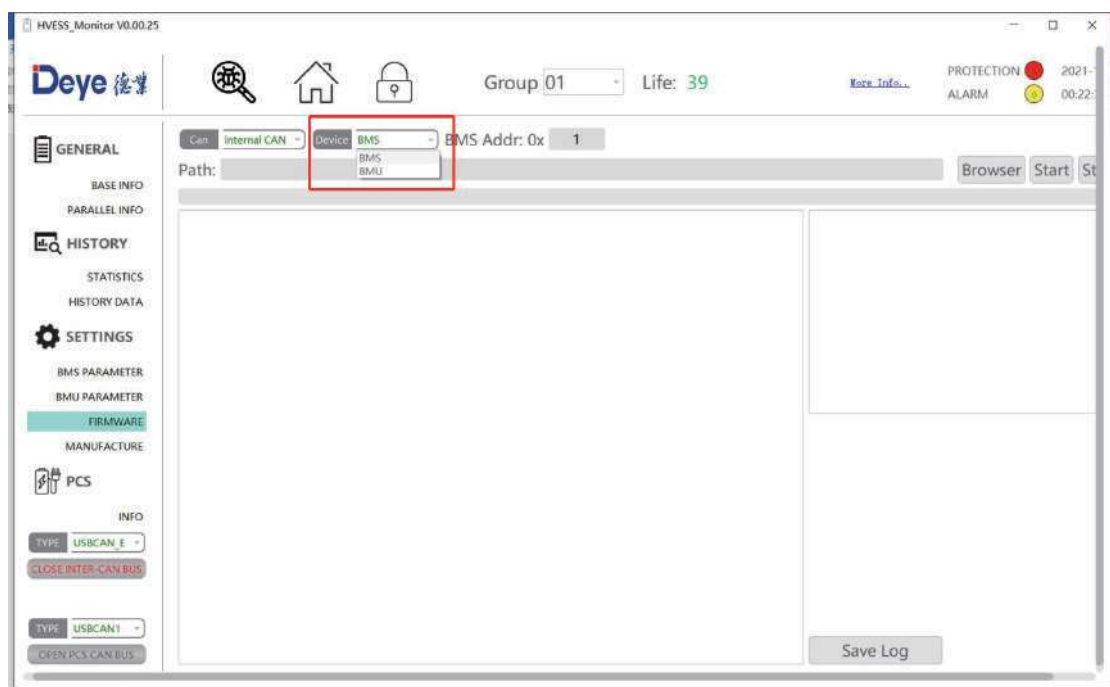 HVESS_Monitor V0.00.25
Deye 德業
Group 01
Life: 39
More Info..
PROTECTION
2021-
ALARM
00:22:
Can Internal CAN
Device BMS
BMS Addr: 0x 1
BMS
BMU
Path:
Browser
Start
St
GENERAL
BASE INFO
PARALLEL INFO
HISTORY
STATISTICS
HISTORY DATA
SETTINGS
BMS PARAMETER
BMU PARAMETER
FIRMWARE
MANUFACTURE
PCS
INFO
TYPE USBCAN_E
CLOSE INTER-CAN BUS
TYPE USBCAN1
OPEN PCS CAN BUS
Save Log